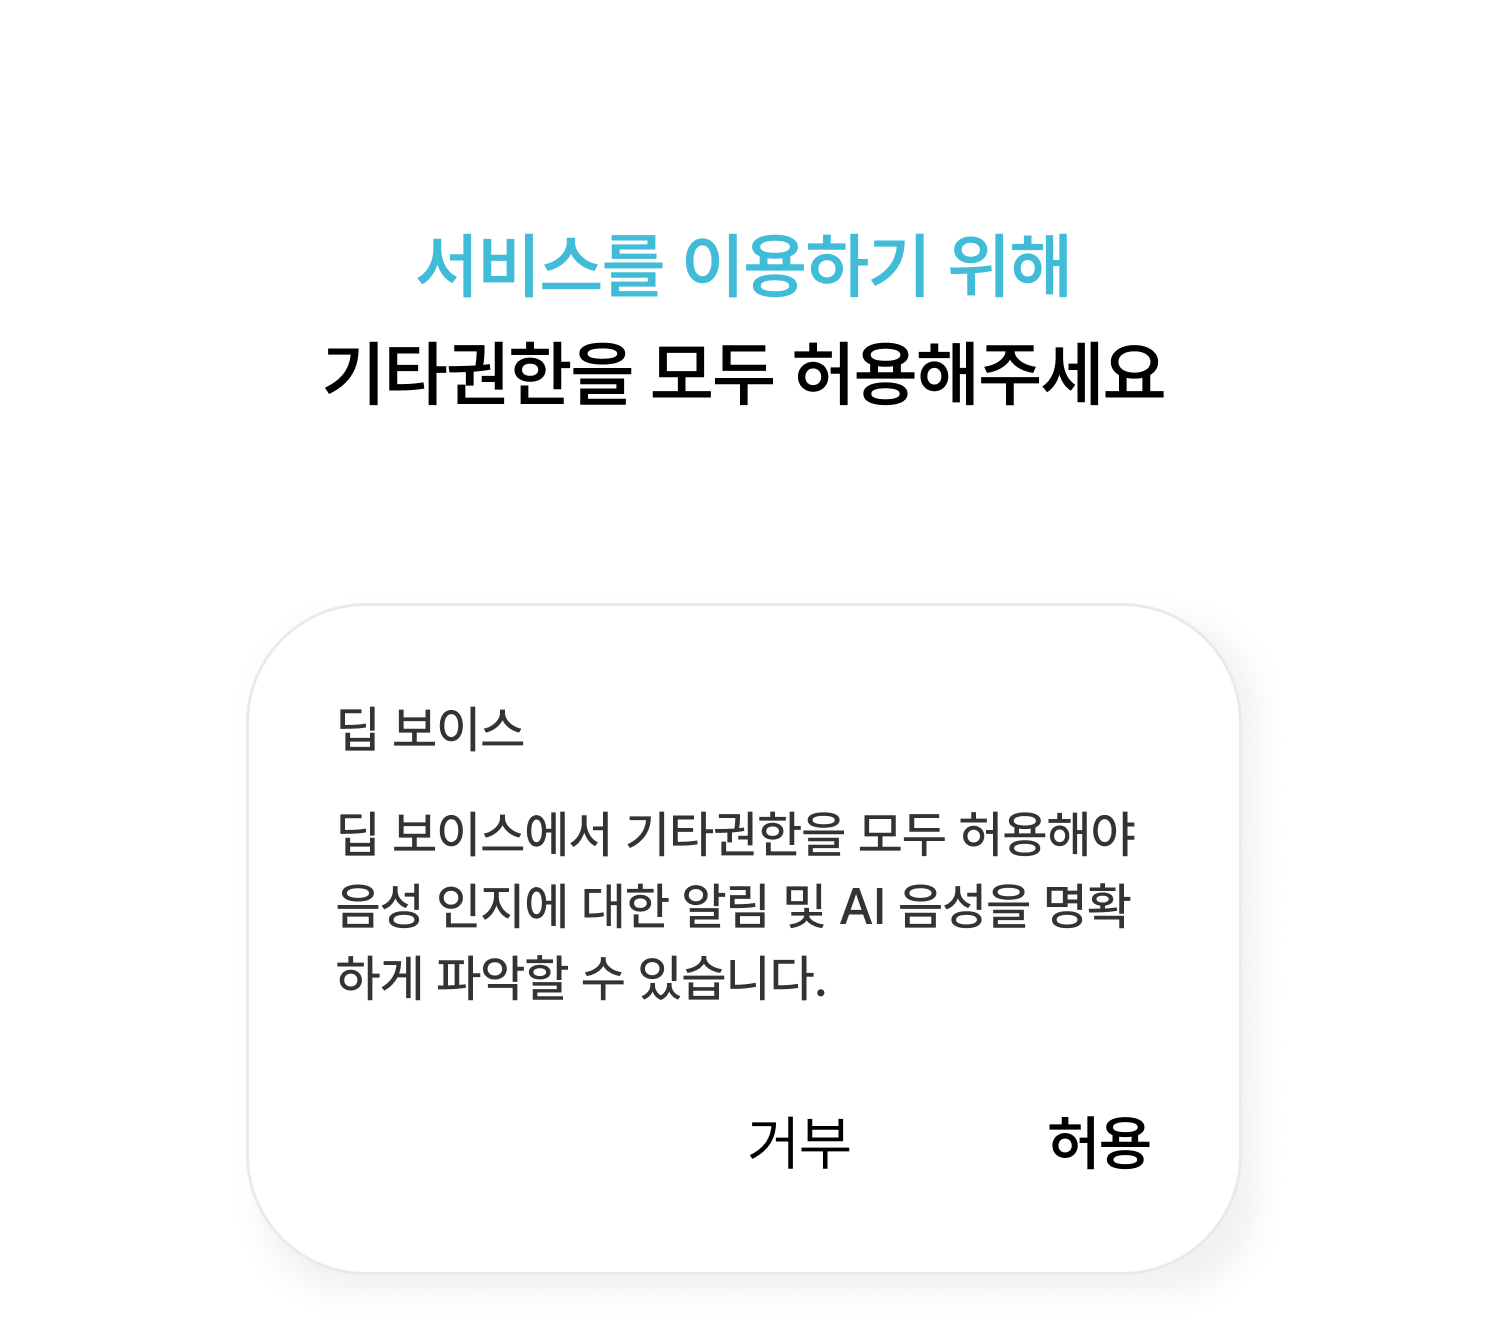 서비스를 이용하기 위해
기타권한을 모두 허용해주세요
딥 보이스
딥 보이스에서 기타권한을 모두 허용해야
음성 인지에 대한 알림 및 AI 음성을 명확
하게 파악할 수 있습니다.
거부 허용